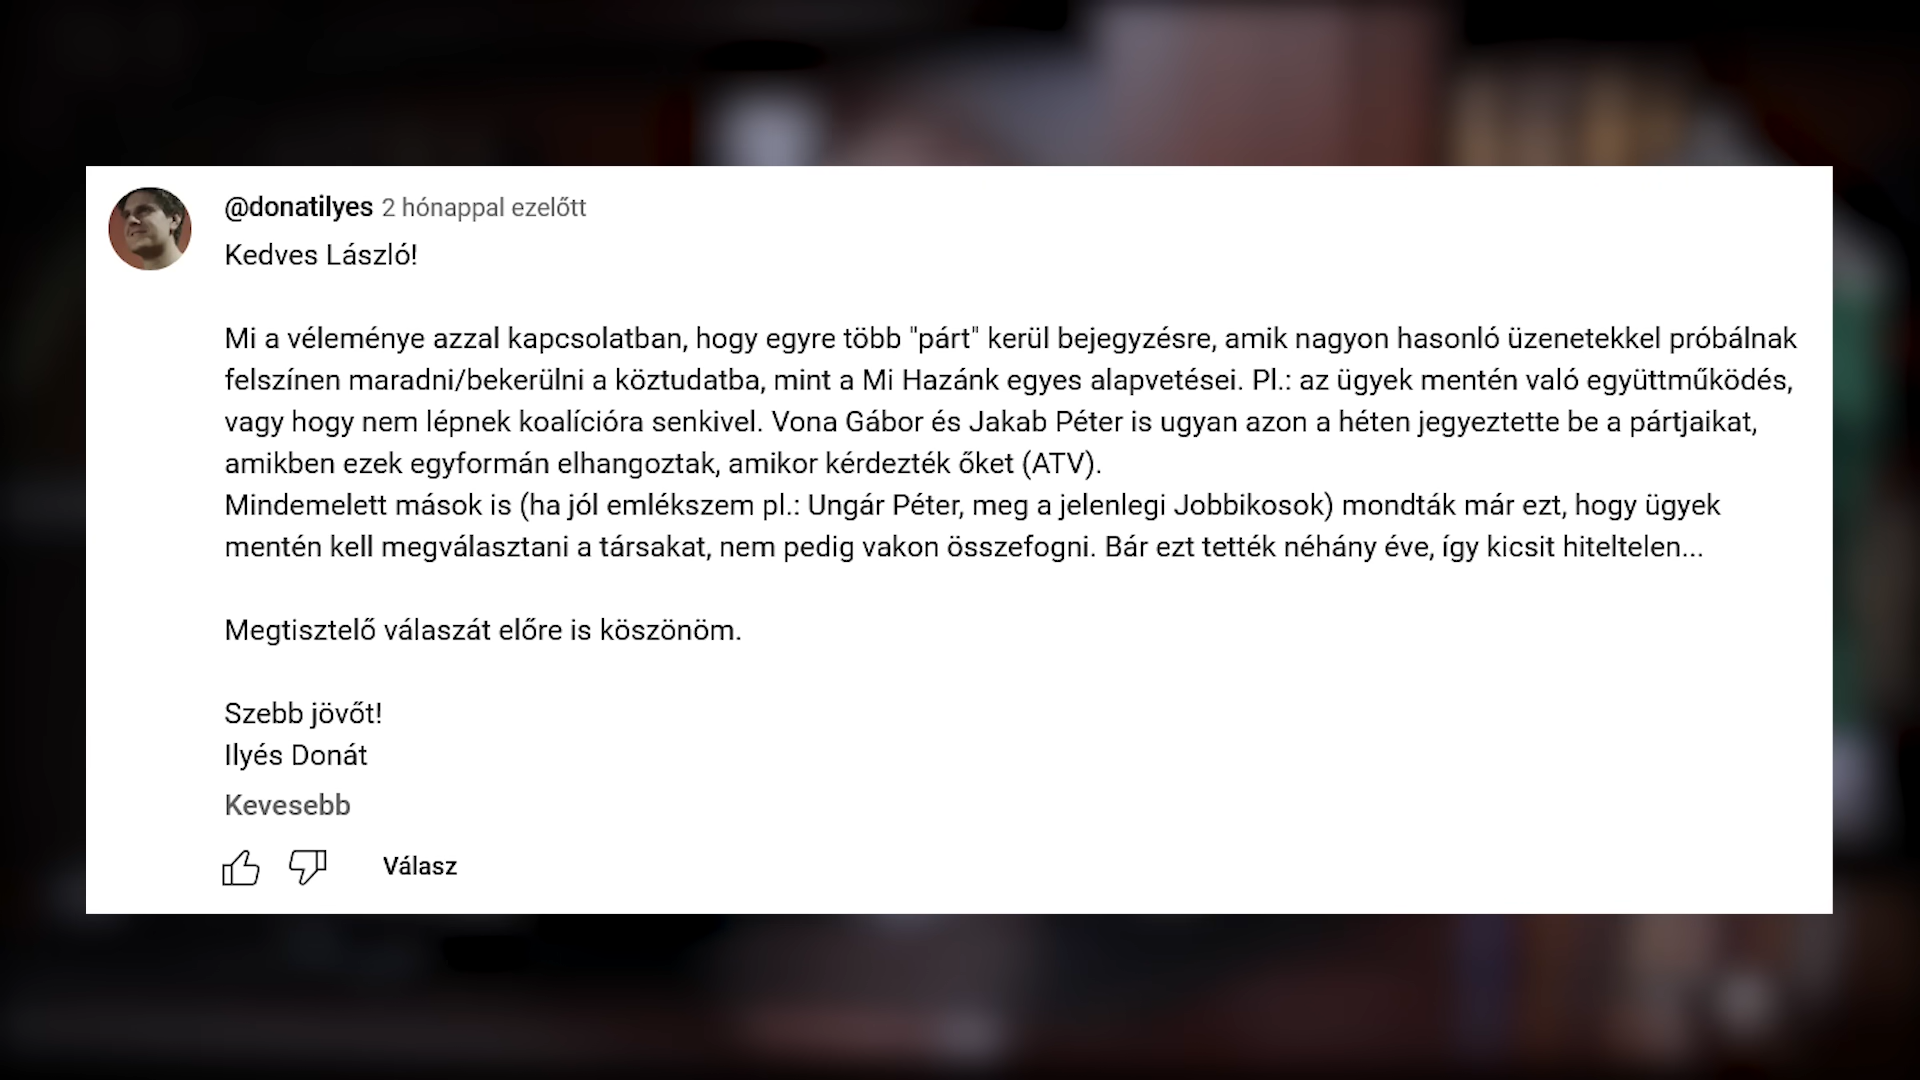 @donatilyes 2 hónappal ezelőtt
Kedves László!
Mi a véleménye azzal kapcsolatban, hogy egyre több "párt" kerül bejegyzésre, amik nagyon hasonló üzenetekkel próbálnak
felszínen maradni/bekerülni a köztudatba, mint a Mi Hazánk egyes alapvetései. Pl.: az ügyek mentén való együttműködés,
vagy hogy nem lépnek koalícióra senkivel. Vona Gábor és Jakab Péter is ugyan azon a héten jegyeztette be a pártjaikat,
amikben ezek egyformán elhangoztak, amikor kérdezték őket (ATV).
Mindemelett mások is (ha jól emlékszem pl.: Ungár Péter, meg a jelenlegi Jobbikosok) mondták már ezt, hogy ügyek
mentén kell megválasztani a társakat, nem pedig vakon összefogni. Bár ezt tették néhány éve, így kicsit hiteltelen...
Megtisztelő válaszát előre is köszönöm.
Szebb jövőt!
Ilyés Donát
Kevesebb
Válasz